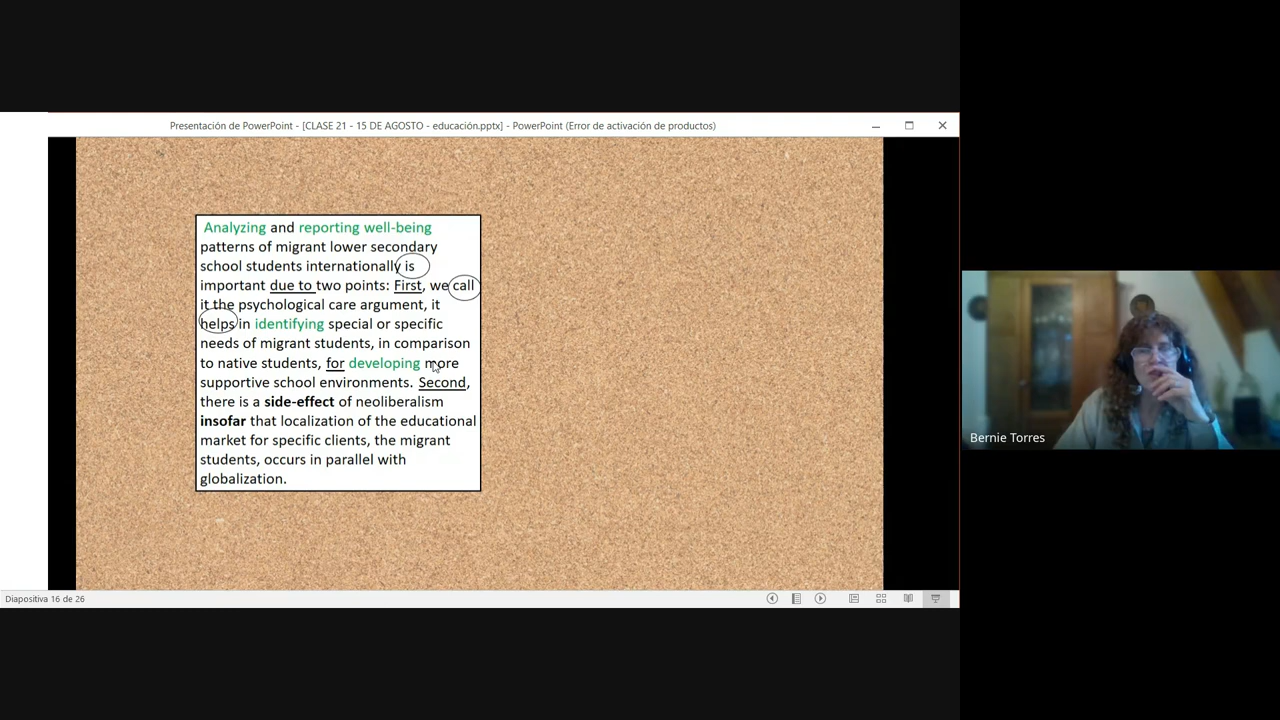 Presentación de PowerPoint - [CLASE 21 - 15 DE AGOSTO - educación.pptx] - PowerPoint (Error de activación de productos)
Analyzing and reporting well-being
patterns of migrant lower secondary
school students internationally is
important due to two points: First, we call
it the psychological care argument, it
helps in identifying special or specific
needs of migrant students, in comparison
to native students, for developing more
supportive school environments. Second,
there is a side-effect of neoliberalism
insofar that localization of the educational
market for specific clients, the migrant
students, occurs in parallel with
globalization.
Bernie Torres
Diapositiva 16 de 26